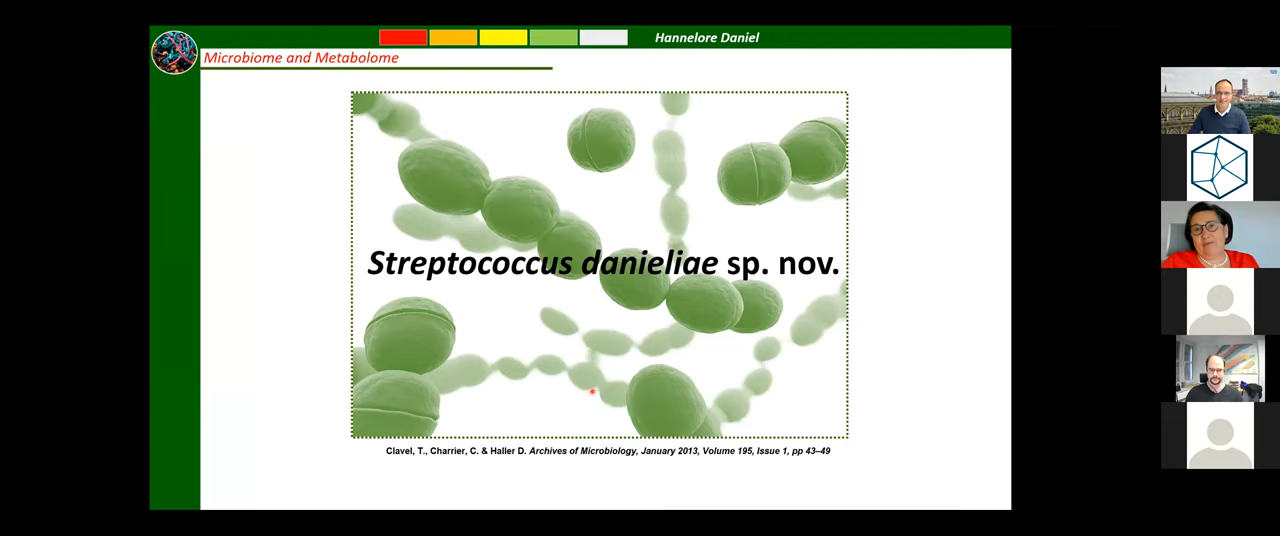 Hannelore Daniel
Microbiome and Metabolome
Streptococcus danieliae sp. nov.
Clavel, T., Charrier, C. & Haller D. Archives of Microbiology, January 2013, Volume 195, Issue 1, pp 43–49